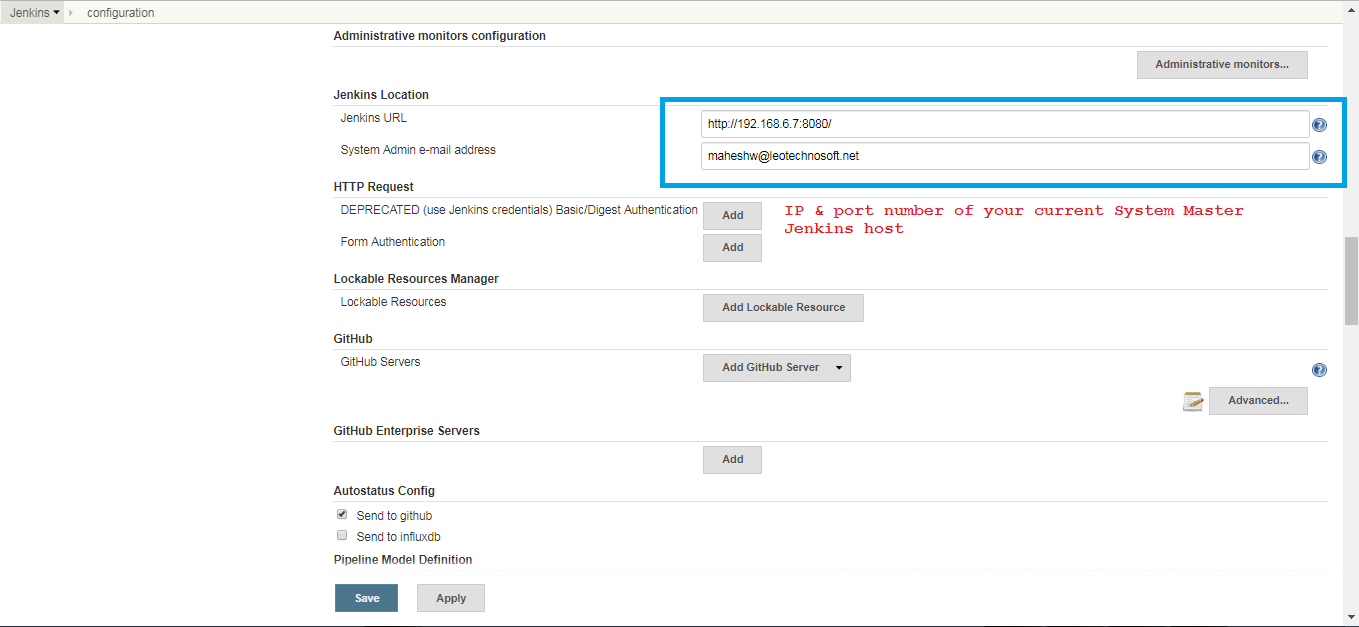 Jenkins configuration
Administrative monitors configuration
Administrative monitors...
Jenkins Location
Jenkins URL http://192.168.6.7:8080/
System Admin e-mail address maheshw@leotechnosoft.net
HTTP Request
DEPRECATED (use Jenkins credentials) Basic/Digest Authentication Add
IP & port number of your current System Master
Jenkins host
Form Authentication Add
Lockable Resources Manager
Lockable Resources Add Lockable Resource
GitHub
GitHub Servers Add GitHub Server
Advanced...
GitHub Enterprise Servers
Add
Autostatus Config
Send to github
Send to influxdb
Pipeline Model Definition
Save Apply